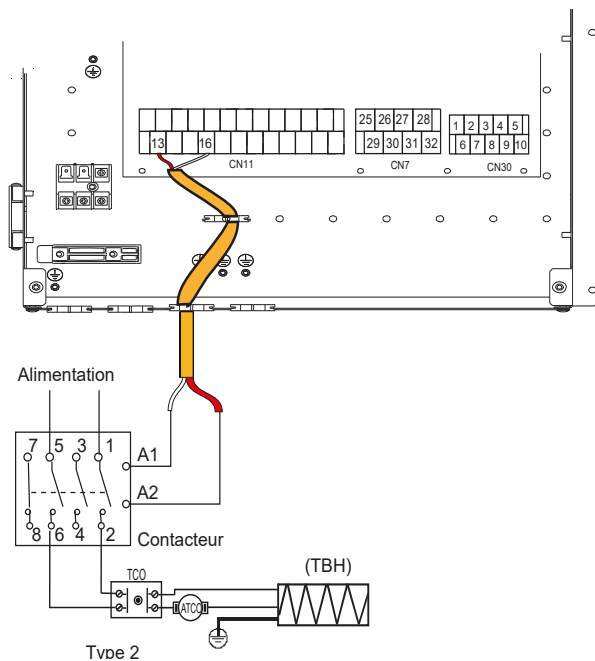 25 26 27 28
1 2 3 4 5
13 16
29 30 31 32
6 7 8 9 10
CN11
CN7
CN30
Alimentation
7 5 3 1
A1
A2
8 6 4 2
Contacteur
TCO
(TBH)
ATCO
Type 2